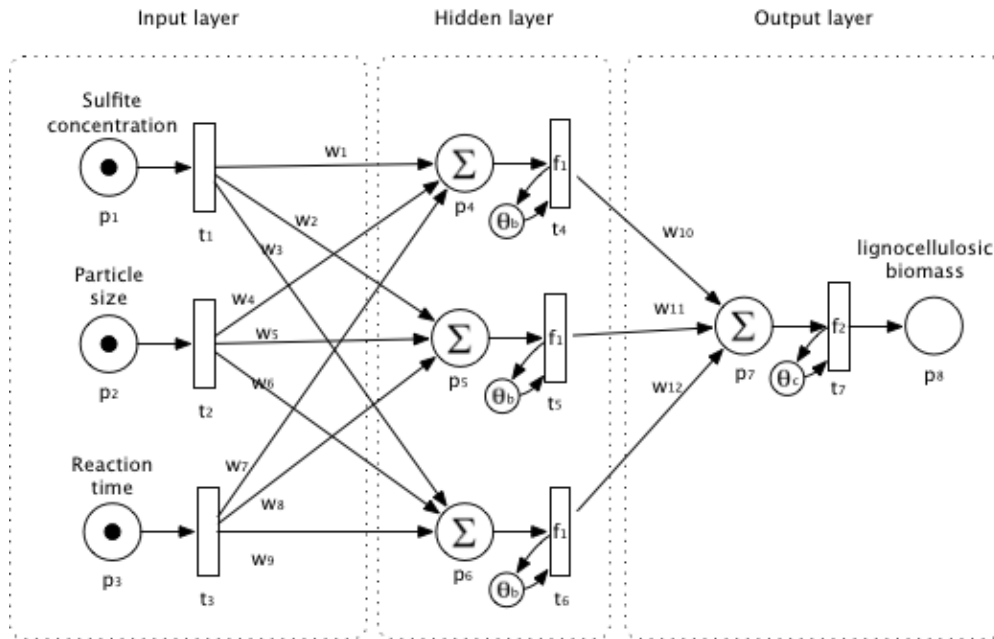 Input layer
Hidden layer
Output layer
Sulfite
concentration
p1
t1
w1
w2
w3
Σ
p4
f1
θb
t4
w10
Particle
size
p2
t2
w4
w5
w6
Σ
p5
f1
θb
t5
w11
Σ
p7
f2
θc
t7
lignocellulosic
biomass
p8
Reaction
time
p3
t3
w7
w8
w9
Σ
p6
f1
θb
t6
w12